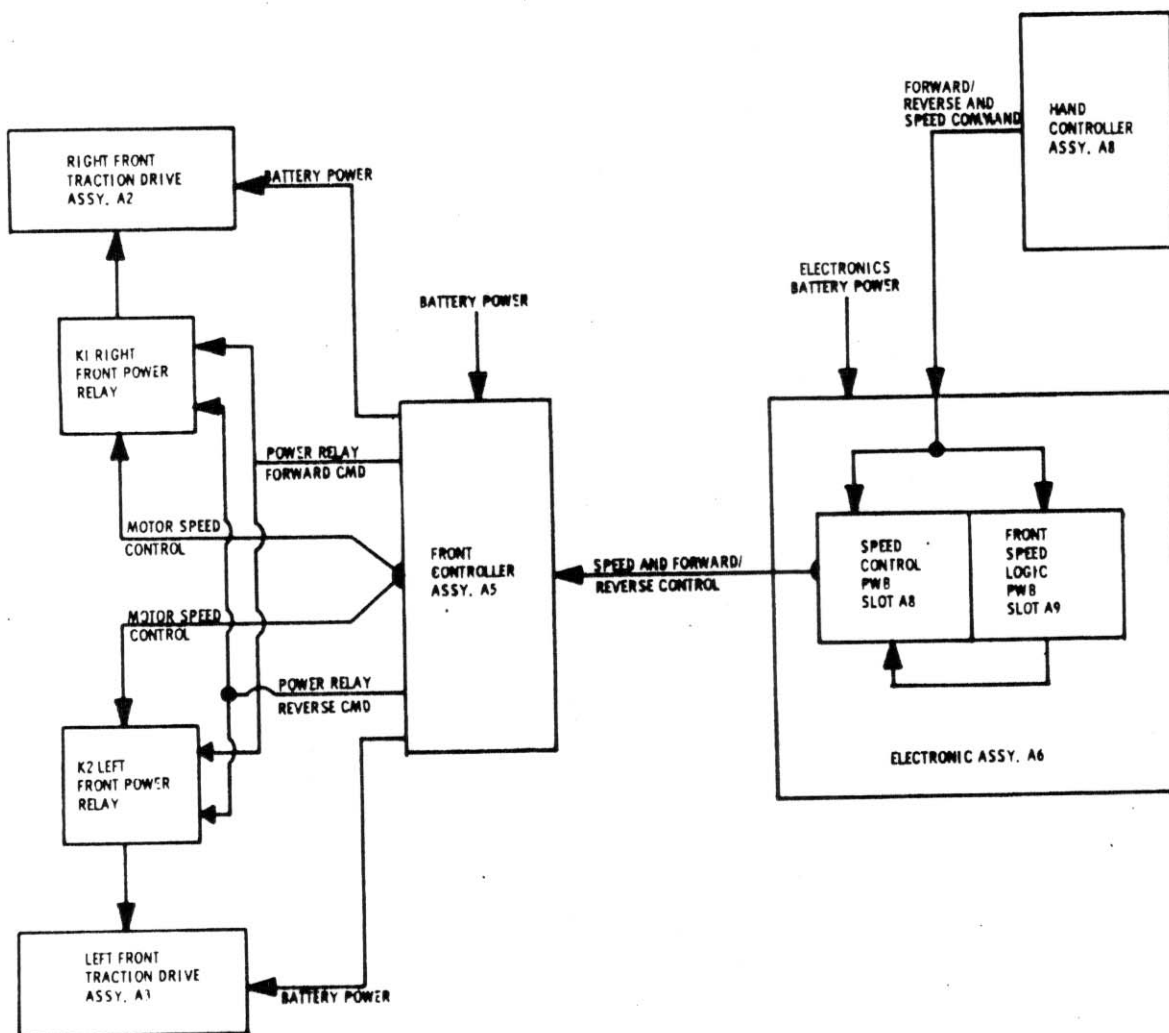 FORWARD/
REVERSE AND
SPEED COMMAND
HAND
CONTROLLER
ASSY, A8
RIGHT FRONT
TRACTION DRIVE
ASSY, A2
BATTERY POWER
ELECTRONICS
BATTERY POWER
BATTERY POWER
K1 RIGHT
FRONT POWER
RELAY
POWER RELAY
FORWARD CMD
MOTOR SPEED
CONTROL
FRONT
CONTROLLER
ASSY, A5
SPEED AND FORWARD/
REVERSE CONTROL
SPEED
CONTROL
PWB
SLOT A8
FRONT
SPEED
LOGIC
PWB
SLOT A9
MOTOR SPEED
CONTROL
POWER RELAY
REVERSE CMD
K2 LEFT
FRONT POWER
RELAY
ELECTRONIC ASSY, A6
LEFT FRONT
TRACTION DRIVE
ASSY, A3
BATTERY POWER